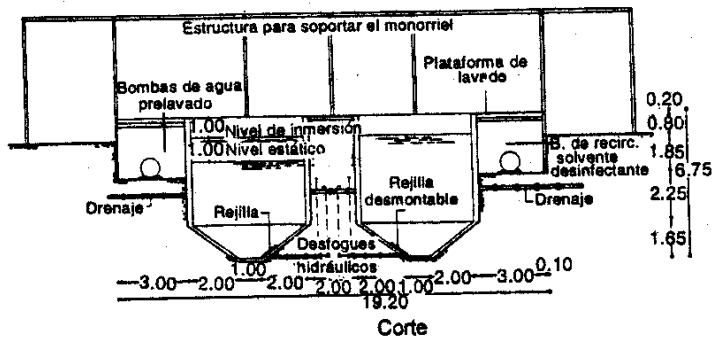 Estructura para soportar el monorriel
Plataforma de
lavado
Bombas de agua
prelavado
0.20
1.00 Nivel de inmersión
0.80
1.00 Nivel estático
B. de recirc.
solvente
desinfectante
1.85
6.75
Rejilla
desmontable
2.25
Drenaje
Rejilla
Drenaje
Desfogues
hidráulicos
1.65
1.00
0.10
3.00 2.00 2.00 2.00 2.00 1.00 2.00 3.00
19.20
Corte